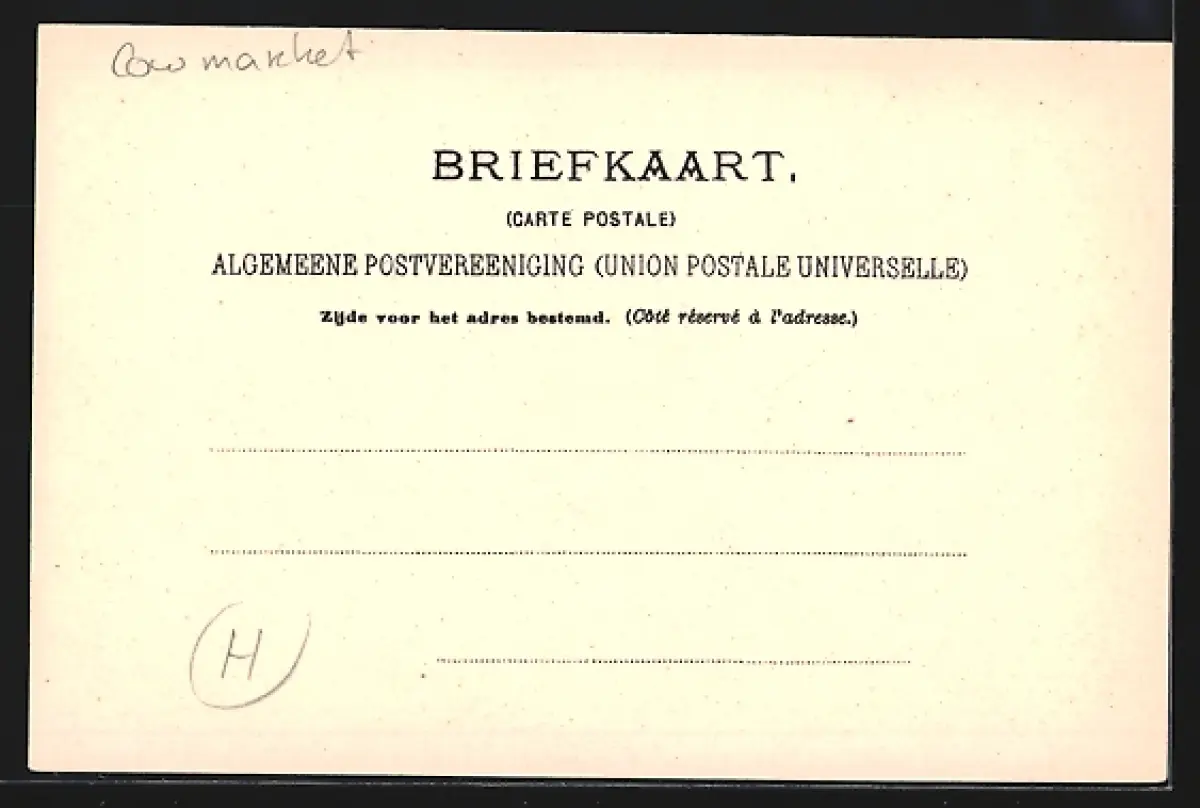 Cow market
BRIEFKAART.
(CARTE POSTALE)
ALGEMEENE POSTVEREENIGING (UNION POSTALE UNIVERSELLE)
Zijde voor het adres bestemd. (Côté réservé à l'adresse.)
H